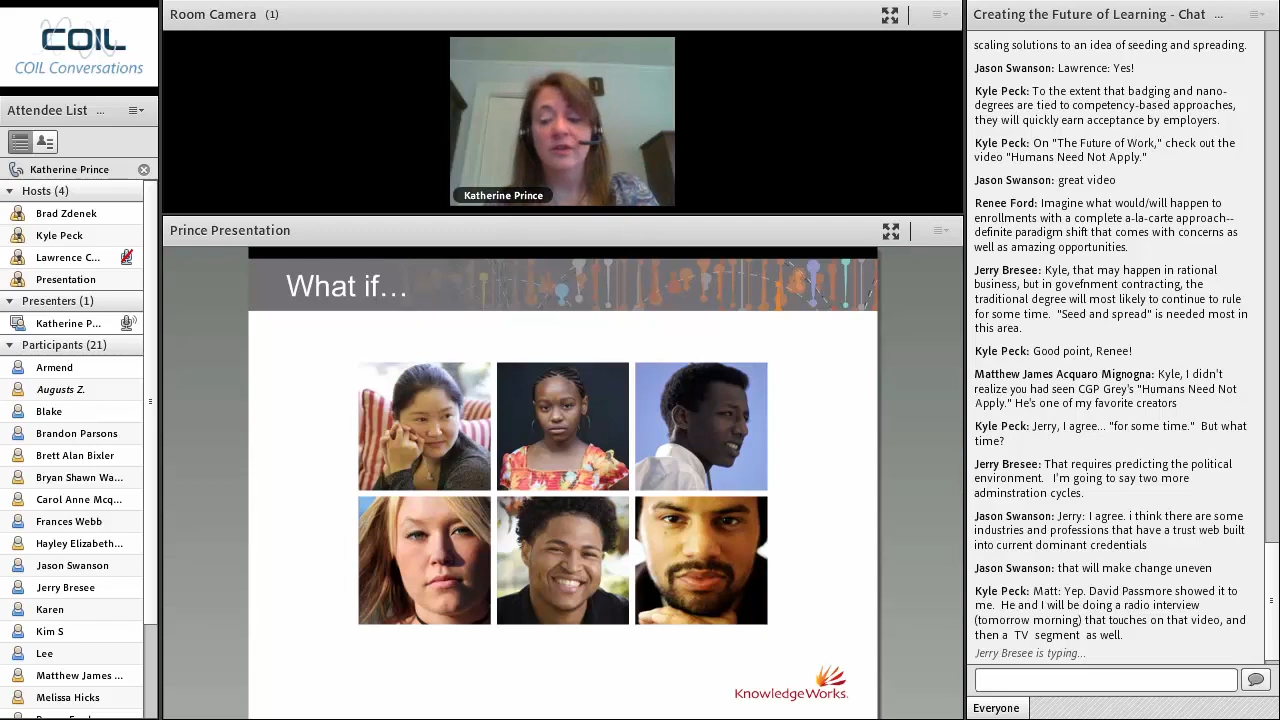 COIL
COIL Conversations
Attendee List ...
Katherine Prince
Hosts (4)
Brad Zdenek
Kyle Peck
Lawrence C...
Presentation
Presenters (1)
Katherine P...
Participants (21)
Armend
Augusts Z.
Blake
Brandon Parsons
Brett Alan Bixler
Bryan Shawn Wa...
Carol Anne Mcq...
Frances Webb
Hayley Elizabeth...
Jason Swanson
Jerry Bresee
Karen
Kim S
Lee
Matthew James ...
Melissa Hicks
Room Camera (1)
Katherine Prince
Prince Presentation
What if...
KnowledgeWorks.
Creating the Future of Learning - Chat ...
solutions to an idea of seeding and spreading.
Jason Swanson: Lawrence: Yes!
Kyle Peck: To the extent that badging and nano-
degrees are tied to competency-based approaches,
they will quickly earn acceptance by employers.
Kyle Peck: On "The Future of Work," check out the
video "Humans Need Not Apply."
Jason Swanson: great video
Renee Ford: Imagine what would/will happen to
enrollments with a complete a-la-carte approach--
definite paradigm shift that comes with concerns as
well as amazing opportunities.
Jerry Bresee: Kyle, that may happen in rational
business, but in government contracting, the
traditional degree will most likely to continue to rule
for some time. "Seed and spread" is needed most in
this area.
Kyle Peck: Good point, Renee!
Matthew James Acquaro Mignogna: Kyle, I didn't
realize you had seen CGP Grey's "Humans Need Not
Apply." He's one of my favorite creators
Kyle Peck: Jerry, I agree... "for some time." But what
time?
Jerry Bresee: That requires predicting the political
environment. I'm going to say two more
administration cycles.
Jason Swanson: Jerry: I agree. i think there are some
industries and professions that have a trust web built
into current dominant credentials
Jason Swanson: that will make change uneven
Kyle Peck: Matt: Yep. David Passmore showed it to
me. He and I will be doing a radio interview
(tomorrow morning) that touches on that video, and
then a TV segment as well.
Jerry Bresee is typing...
Everyone